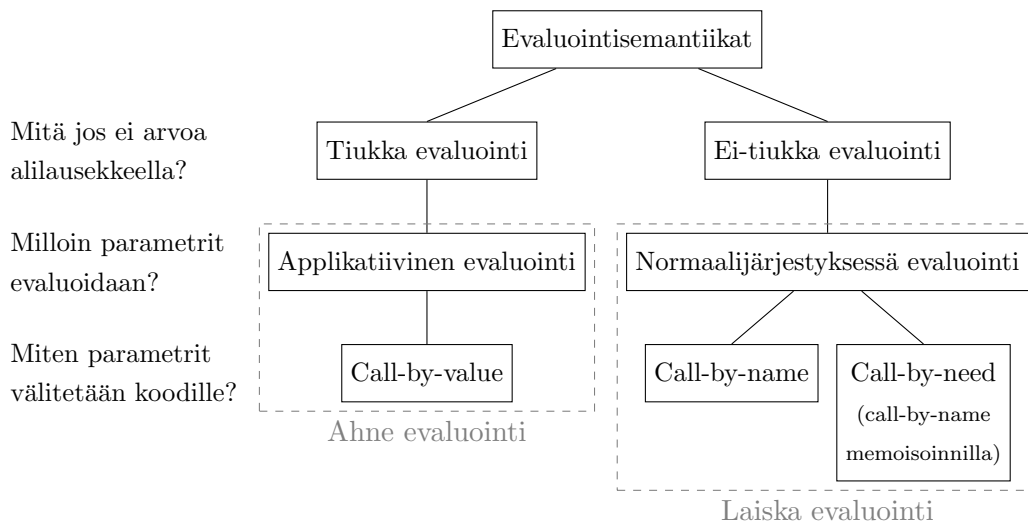 Evaluointisemantiikat
Mitä jos ei arvoa
alilausekkeella?
Tiukka evaluointi
Ei-tiukka evaluointi
Milloin parametrit
evaluoidaan?
Applikatiivinen evaluointi
Normaalijärjestyksessä evaluointi
Miten parametrit
välitetään koodille?
Call-by-value
Call-by-name
Call-by-need
(call-by-name
memoisoinnilla)
Ahne evaluointi
Laiska evaluointi